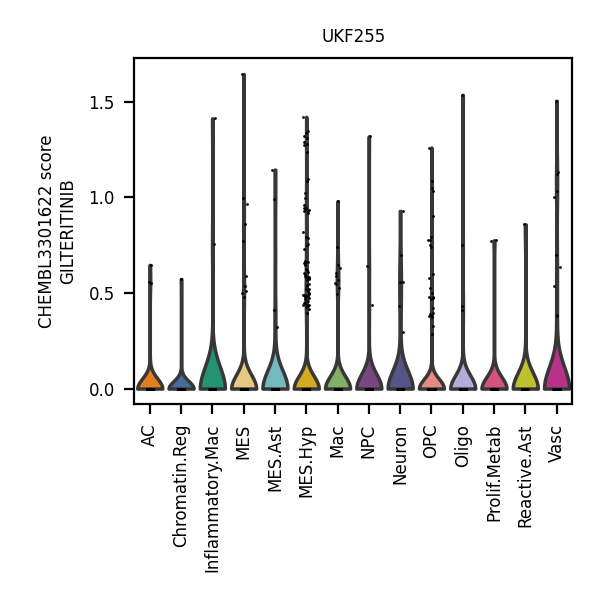 UKF255
CHEMBL3301622 score
GILTERITINIB
1.5
1.0
0.5
0.0
AC
Chromatin.Reg
Inflammatory.Mac
MES
MES.Ast
MES.Hyp
Mac
NPC
Neuron
OPC
Oligo
Prolif.Metab
Reactive.Ast
Vasc